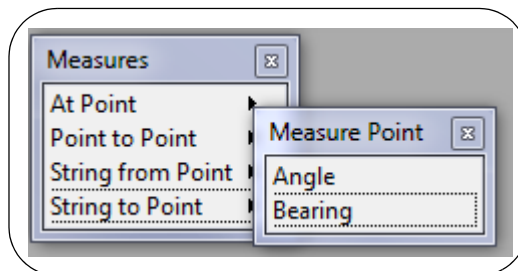 Measures
At Point
Point to Point
String from Point
String to Point
Measure Point
Angle
Bearing